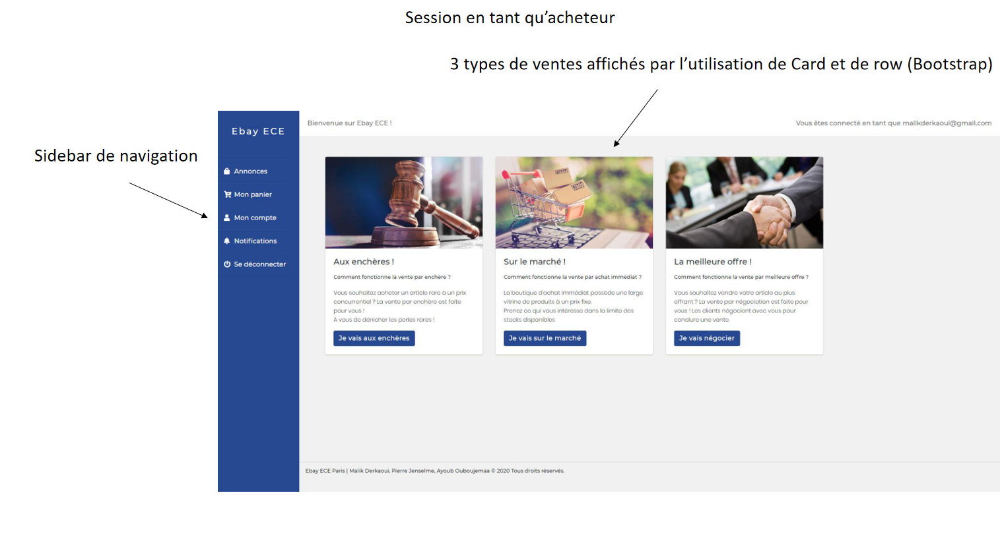 Session en tant qu’acheteur
3 types de ventes affichés par l’utilisation de Card et de row (Bootstrap)
Sidebar de navigation
Ebay ECE
Annonces
Mon panier
Mon compte
Notifications
Se déconnecter
Bienvenue sur Ebay ECE !
Vous êtes connecté en tant que malikderkaoui@gmail.com
Aux enchères !
Comment fonctionne la vente par enchère ?
Vous souhaitez acheter un article rare à un prix
concurrentiel ? La vente par enchère est faite
pour vous !
À vous de dénicher les perles rares !
Je vais aux enchères
Sur le marché !
Comment fonctionne la vente par achat immédiat ?
La boutique d'achat immédiat possède une large
vitrine de produits à un prix fixe.
Prenez ce qui vous intéresse dans la limite des
stocks disponibles
Je vais sur le marché
La meilleure offre !
Comment fonctionne la vente par meilleure offre ?
Vous souhaitez vendre votre article au plus
offrant ? La vente par négociation est faite pour
vous ! Les clients négocient avec vous pour
conclure une vente.
Je vais négocier
Ebay ECE Paris | Malik Derkaoui, Pierre Jenselme, Ayoub Ouboujemaa © 2020 Tous droits réservés.